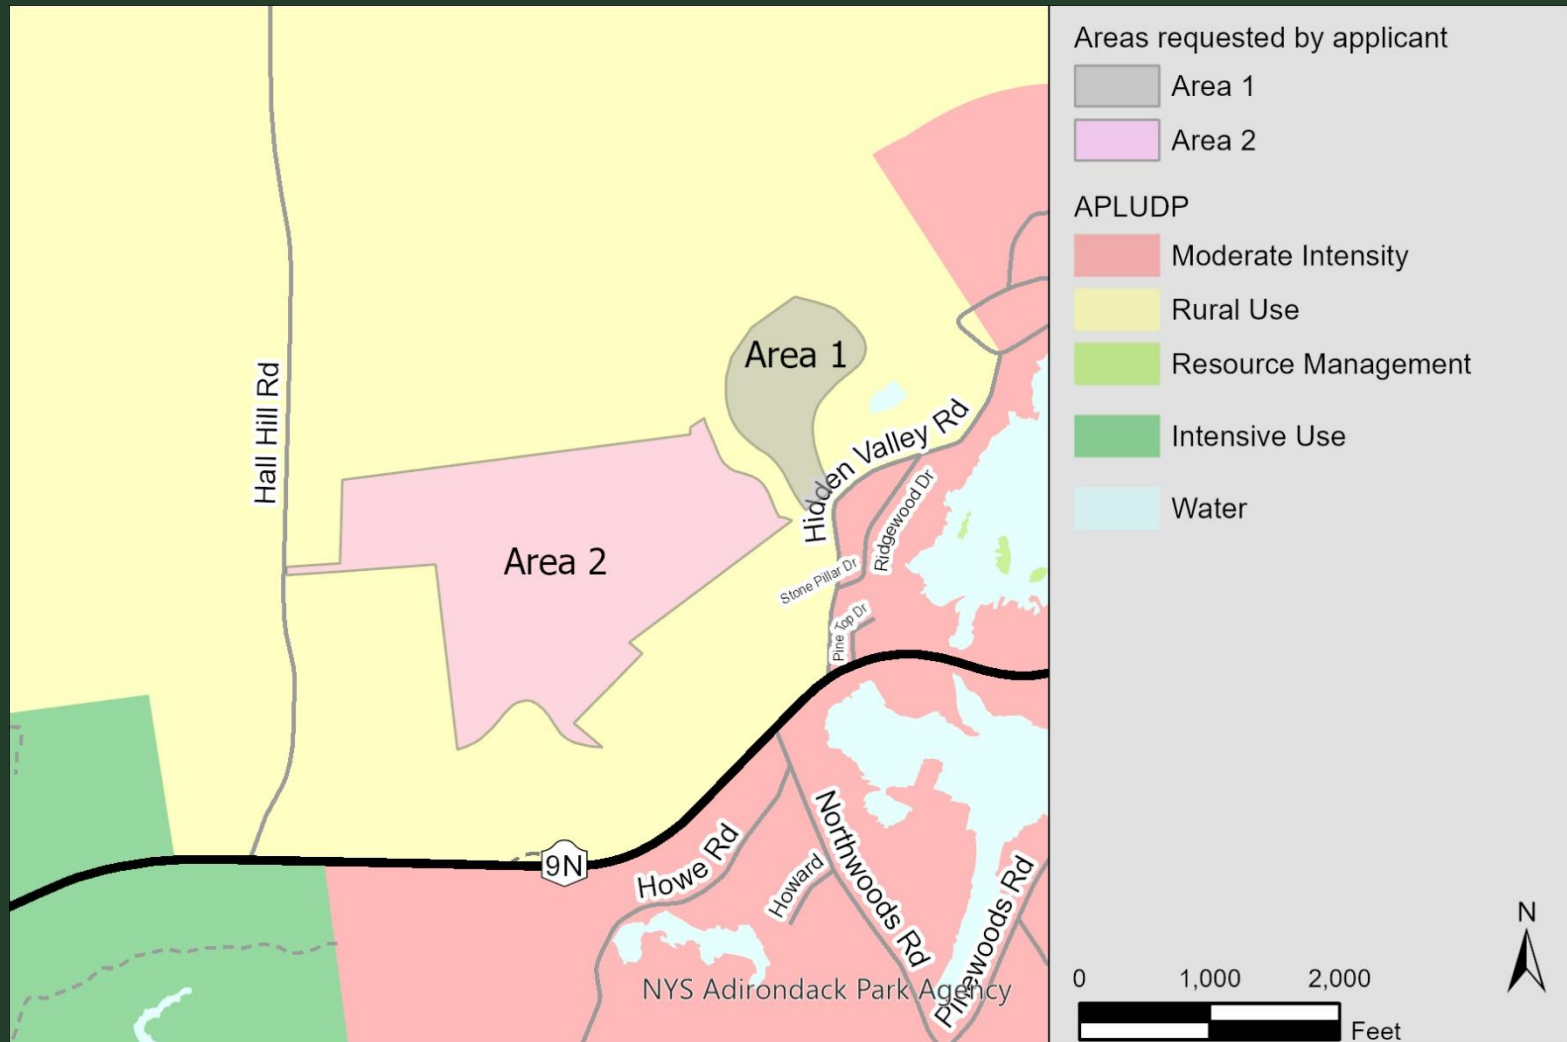 Areas requested by applicant
Area 1
Area 2
APLUDP
Moderate Intensity
Rural Use
Resource Management
Intensive Use
Water
Area 1
Hall Hill Rd
Hidden Valley Rd
Ridgewood Dr
Area 2
Stone Pillar Dr
Pine Top Dr
9N
Howe Rd
Howard
Northwoods Rd
Pinewoods Rd
NYS Adirondack Park Agency
N
0 1,000 2,000
Feet